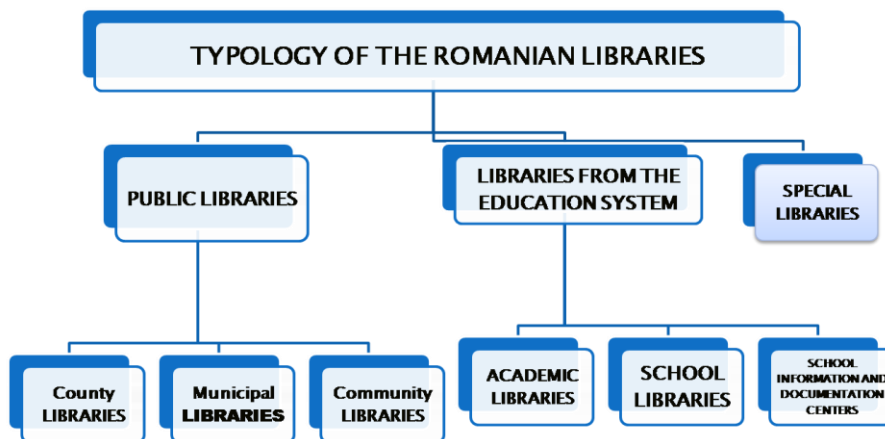 TYPOLOGY OF THE ROMANIAN LIBRARIES
PUBLIC LIBRARIES
LIBRARIES FROM THE
EDUCATION SYSTEM
SPECIAL
LIBRARIES
County
LIBRARIES
Municipal
LIBRARIES
Community
LIBRARIES
ACADEMIC
LIBRARIES
SCHOOL
LIBRARIES
SCHOOL
INFORMATION AND
DOCUMENTATION
CENTERS